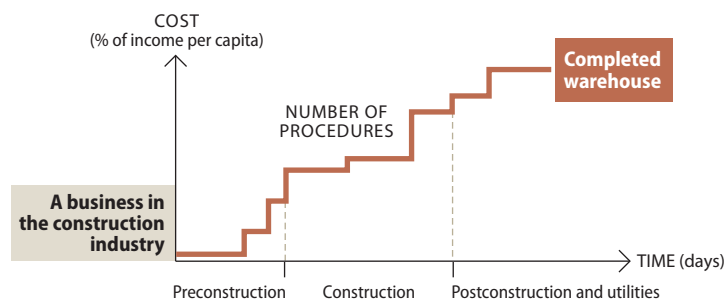 COST
(% of income per capita)
Completed
warehouse
NUMBER OF
PROCEDURES
A business in
the construction
industry
TIME (days)
Preconstruction
Construction
Postconstruction and utilities